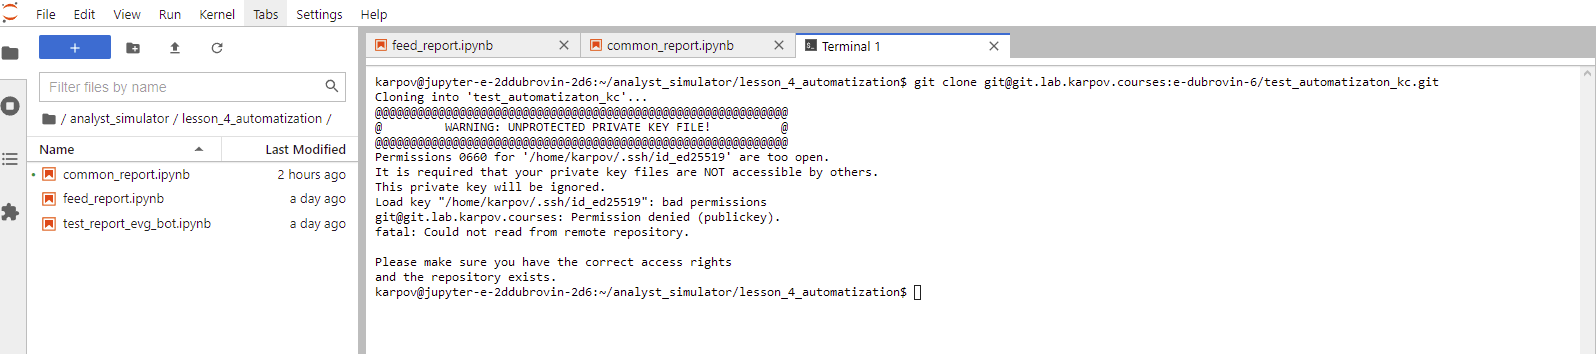 File Edit View Run Kernel Tabs Settings Help
+
Filter files by name
/ analyst_simulator / lesson_4_automatization /
Name Last Modified
common_report.ipynb 2 hours ago
feed_report.ipynb a day ago
test_report_evg_bot.ipynb a day ago
feed_report.ipynb common_report.ipynb Terminal 1
karpov@jupyter-e-2ddubrovin-2d6:~/analyst_simulator/lesson_4_automatization$ git clone git@git.lab.karpov.courses:e-dubrovin-6/test_automatizaton_kc.git
Cloning into 'test_automatizaton_kc'...
@@@@@@@@@@@@@@@@@@@@@@@@@@@@@@@@@@@@@@@@@@@@@@@@@@@@@@@@@@@
@         WARNING: UNPROTECTED PRIVATE KEY FILE!          @
@@@@@@@@@@@@@@@@@@@@@@@@@@@@@@@@@@@@@@@@@@@@@@@@@@@@@@@@@@@
Permissions 0660 for '/home/karpov/.ssh/id_ed25519' are too open.
It is required that your private key files are NOT accessible by others.
This private key will be ignored.
Load key "/home/karpov/.ssh/id_ed25519": bad permissions
git@git.lab.karpov.courses: Permission denied (publickey).
fatal: Could not read from remote repository.
Please make sure you have the correct access rights
and the repository exists.
karpov@jupyter-e-2ddubrovin-2d6:~/analyst_simulator/lesson_4_automatization$